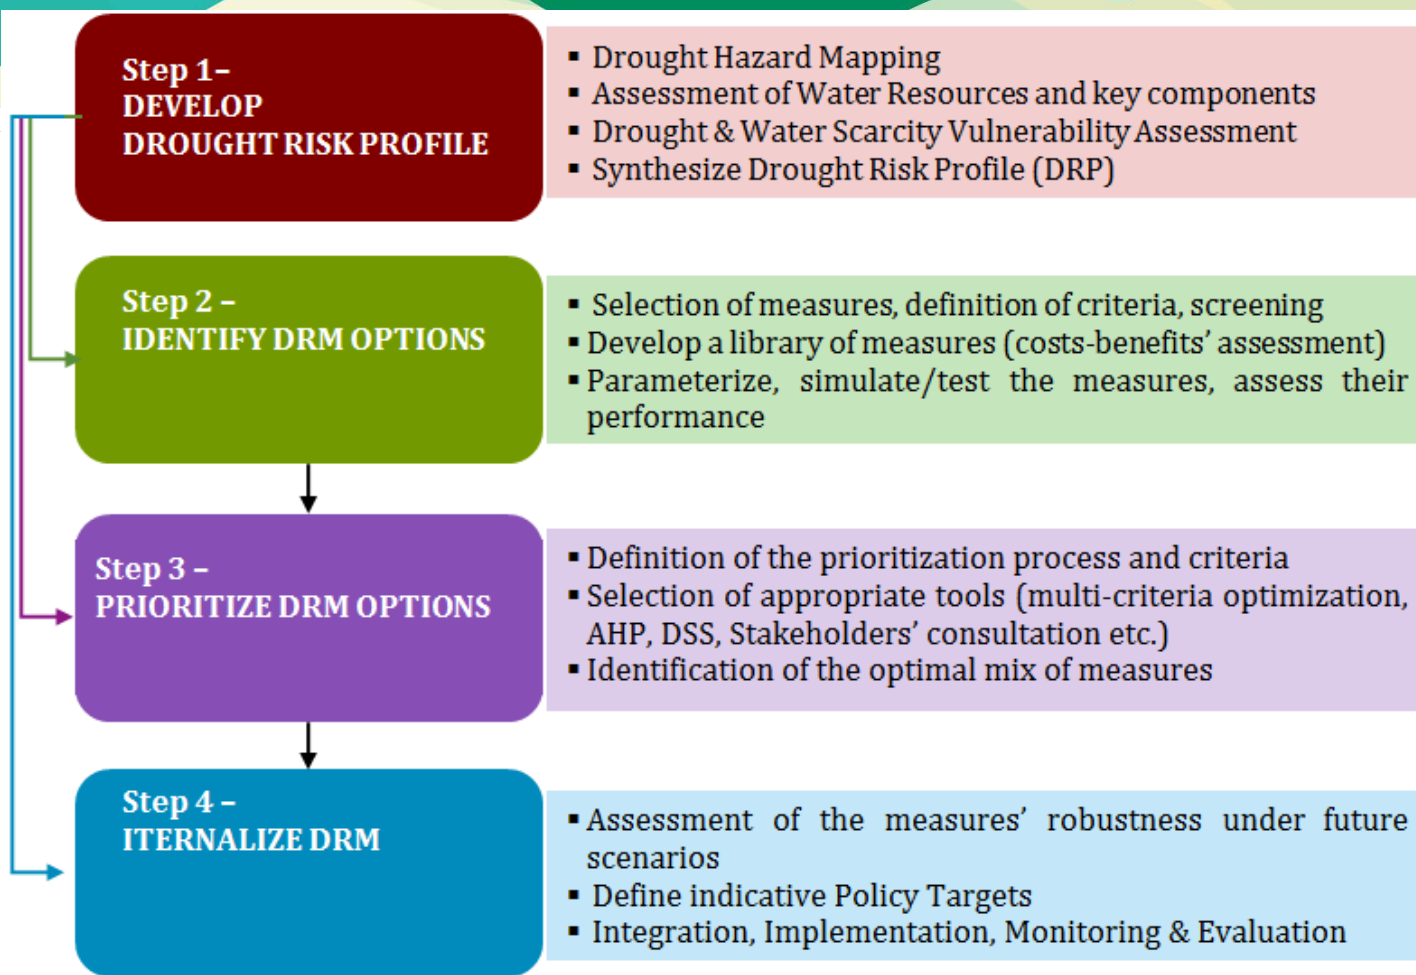 Step 1–
DEVELOP
DROUGHT RISK PROFILE
▪ Drought Hazard Mapping
▪ Assessment of Water Resources and key components
▪ Drought & Water Scarcity Vulnerability Assessment
▪ Synthesize Drought Risk Profile (DRP)
Step 2 –
IDENTIFY DRM OPTIONS
▪ Selection of measures, definition of criteria, screening
▪ Develop a library of measures (costs-benefits’ assessment)
▪ Parameterize, simulate/test the measures, assess their
performance
Step 3 –
PRIORITIZE DRM OPTIONS
▪ Definition of the prioritization process and criteria
▪ Selection of appropriate tools (multi-criteria optimization,
AHP, DSS, Stakeholders’ consultation etc.)
▪ Identification of the optimal mix of measures
Step 4 –
ITERNALIZE DRM
▪ Assessment of the measures’ robustness under future
scenarios
▪ Define indicative Policy Targets
▪ Integration, Implementation, Monitoring & Evaluation